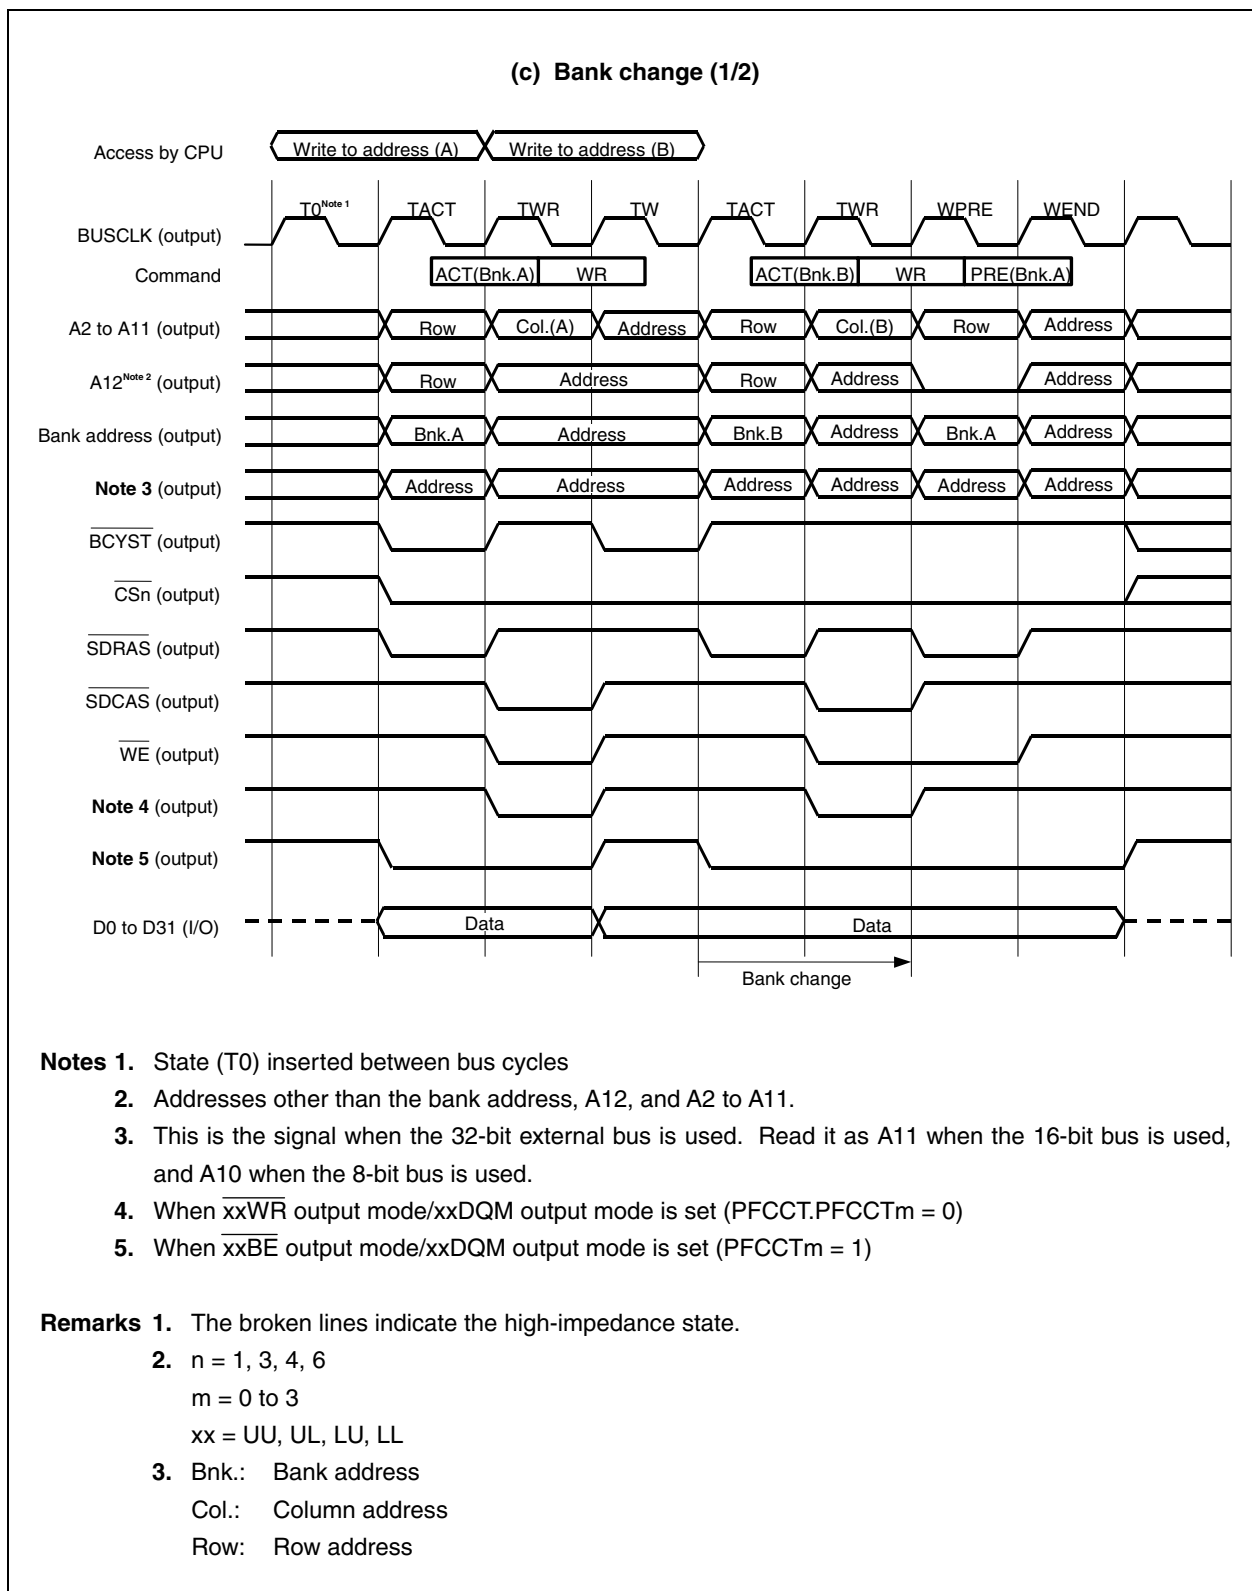 (c) Bank change (1/2)
Access by CPU Write to address (A) Write to address (B)
T0Note 1 TACT TWR TW TACT TWR WPRE WEND
BUSCLK (output)
Command ACT(Bnk.A) WR ACT(Bnk.B) WR PRE(Bnk.A)
A2 to A11 (output) Row Col.(A) Address Row Col.(B) Row Address
A12Note 2 (output) Row Address Row Address Address
Bank address (output) Bnk.A Address Bnk.B Address Bnk.A Address
Note 3 (output) Address Address Address Address Address Address
BCYST (output)
CSn (output)
SDRAS (output)
SDCAS (output)
WE (output)
Note 4 (output)
Note 5 (output)
D0 to D31 (I/O) Data Data
Bank change
Notes 1. State (T0) inserted between bus cycles
2. Addresses other than the bank address, A12, and A2 to A11.
3. This is the signal when the 32-bit external bus is used. Read it as A11 when the 16-bit bus is used,
and A10 when the 8-bit bus is used.
4. When xxWR output mode/xxDQM output mode is set (PFCCT.PFCCTm = 0)
5. When xxBE output mode/xxDQM output mode is set (PFCCTm = 1)
Remarks 1. The broken lines indicate the high-impedance state.
2. n = 1, 3, 4, 6
m = 0 to 3
xx = UU, UL, LU, LL
3. Bnk.: Bank address
Col.: Column address
Row: Row address